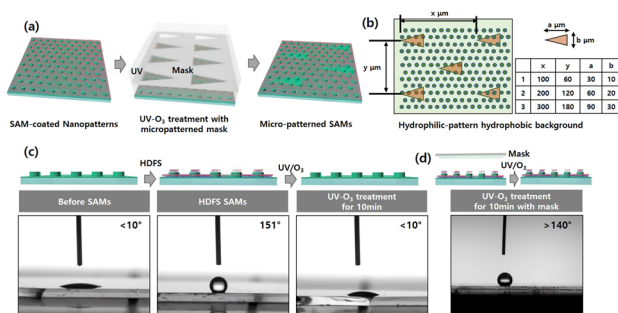 (a)
UV
Mask
SAM-coated Nanopatterns
UV-O₃ treatment with
micropatterned mask
Micro-patterned SAMs
(b)
x μm
y μm
a μm
b μm
x y a b
1 100 60 30 10
2 200 120 60 20
3 300 180 90 30
Hydrophilic-pattern hydrophobic background
(c)
HDFS
UV/O₃
Before SAMs
HDFS SAMs
UV-O₃ treatment
for 10min
<10°
151°
<10°
(d)
Mask
UV/O₃
UV-O₃ treatment
for 10min with mask
>140°